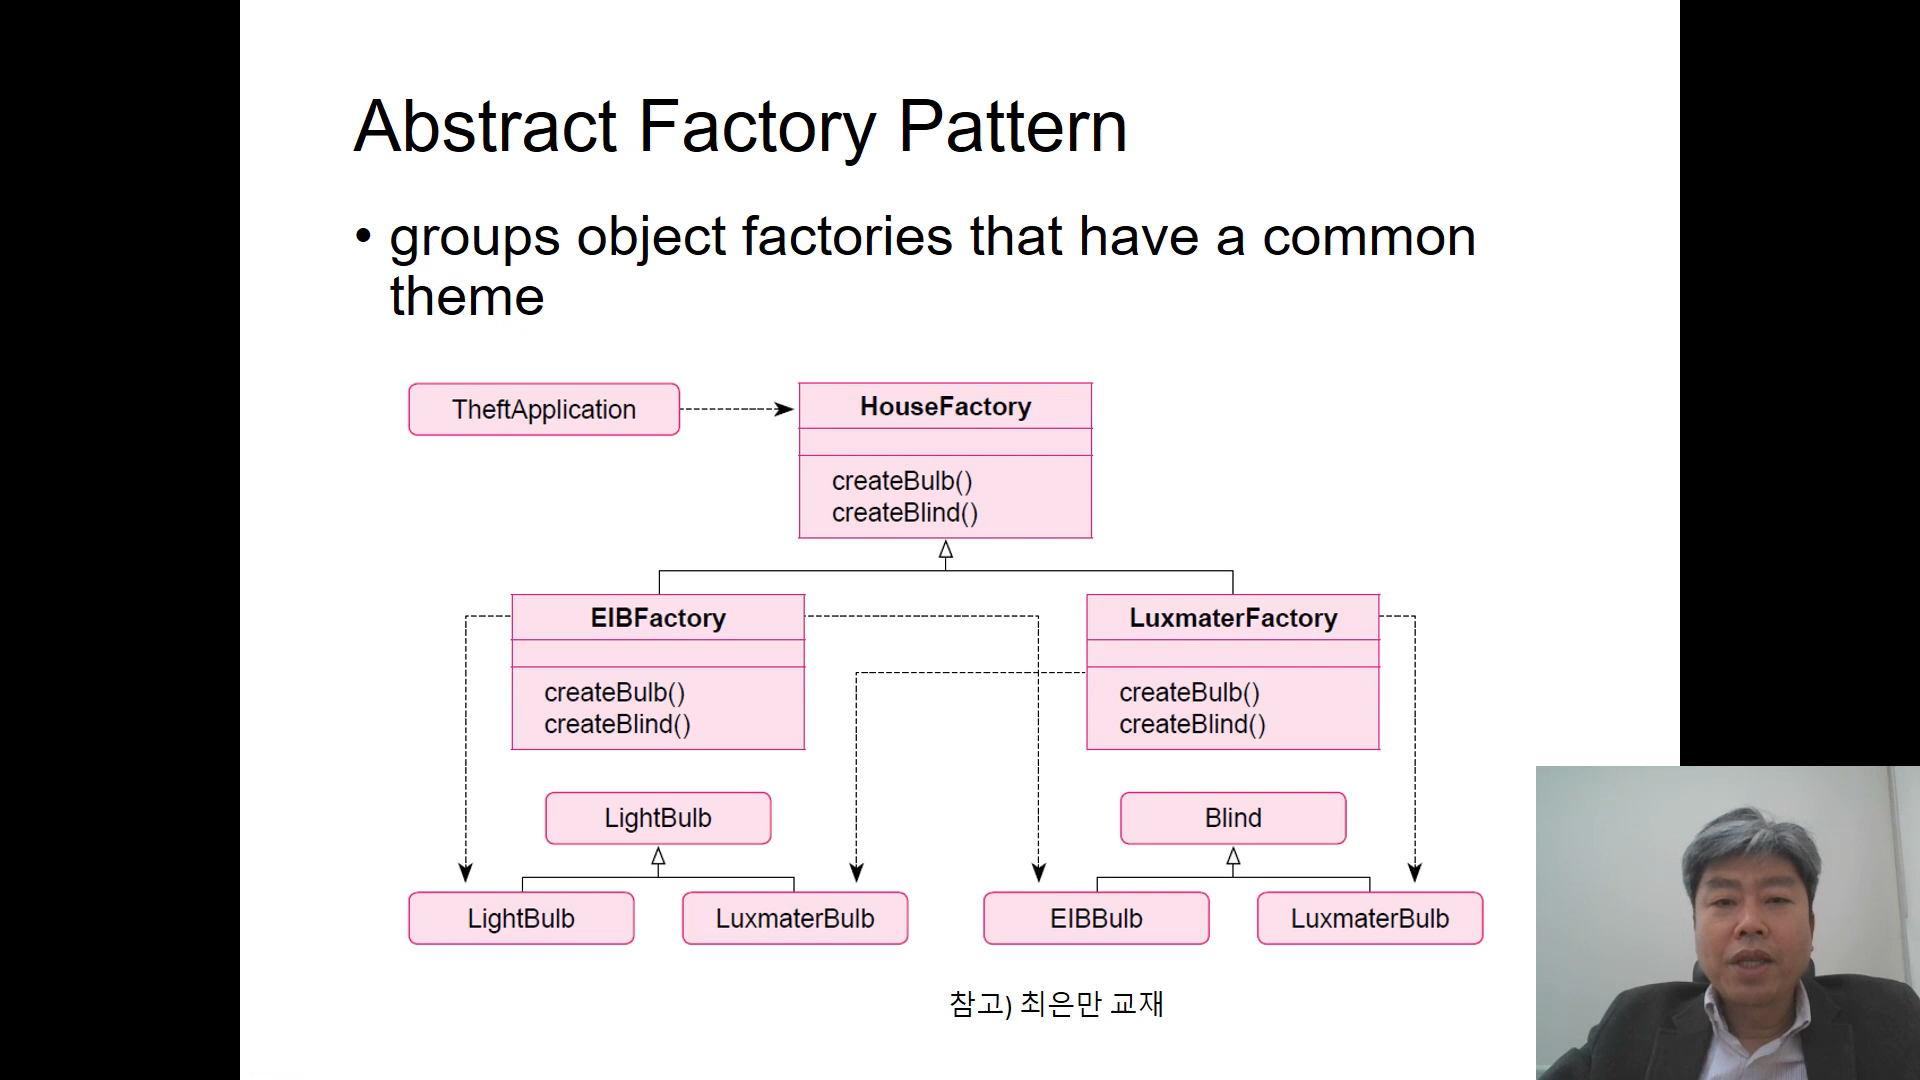 Abstract Factory Pattern
• groups object factories that have a common
theme
TheftApplication
HouseFactory
createBulb()
createBlind()
EIBFactory
createBulb()
createBlind()
LuxmaterFactory
createBulb()
createBlind()
LightBulb
Blind
LightBulb
LuxmaterBulb
EIBBulb
LuxmaterBulb
참고) 최은만 교재